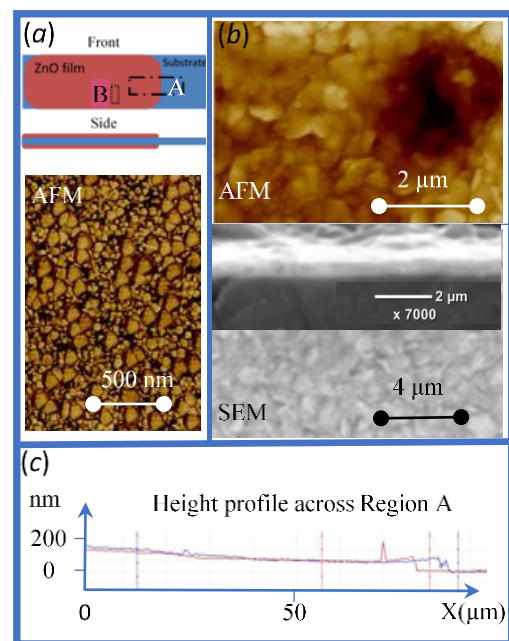 (a)
Front
ZnO film
Substrate
B
A
Side
AFM
500 nm
(b)
AFM
2 μm
2 μm
x 7000
4 μm
SEM
(c)
nm
Height profile across Region A
200
0
0
50
X(μm)